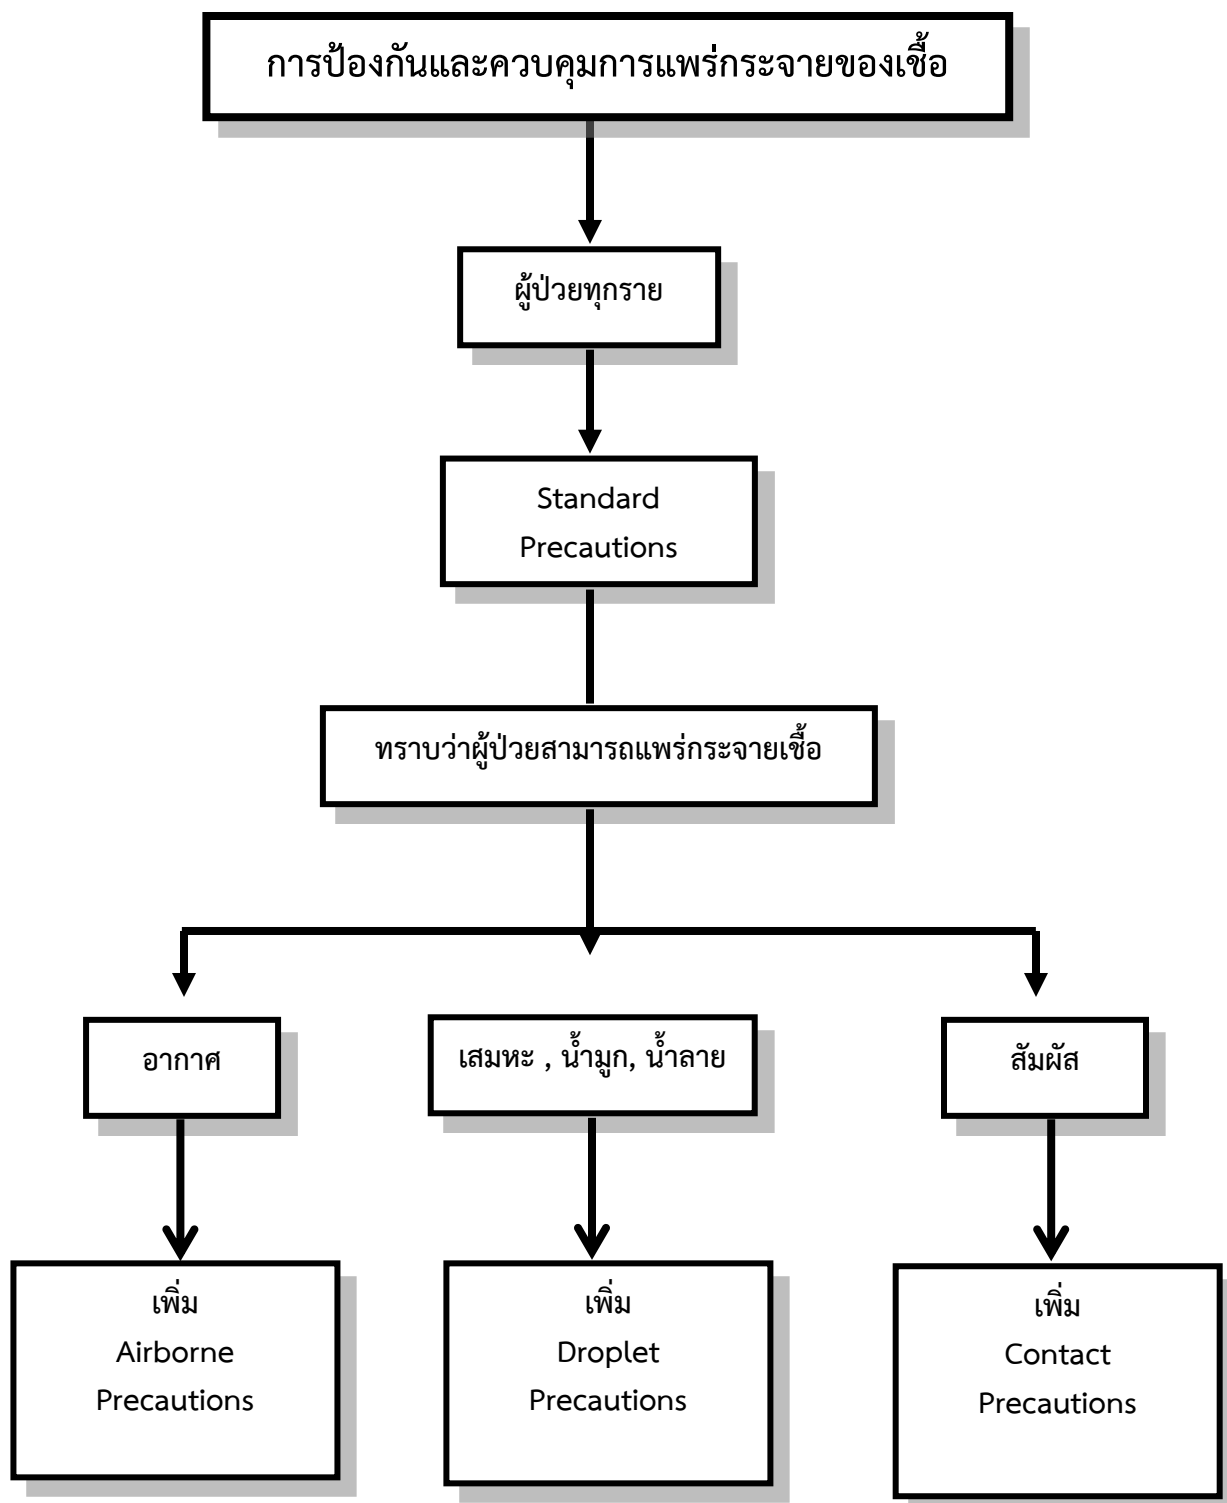 การป้องกันและควบคุมการแพร่กระจายของเชื้อ
ผู้ป่วยทุกราย
Standard
Precautions
ทราบว่าผู้ป่วยสามารถแพร่กระจายเชื้อ
อากาศ
เสมหะ , น้ำมูก, น้ำลาย
สัมผัส
เพิ่ม
Airborne
Precautions
เพิ่ม
Droplet
Precautions
เพิ่ม
Contact
Precautions